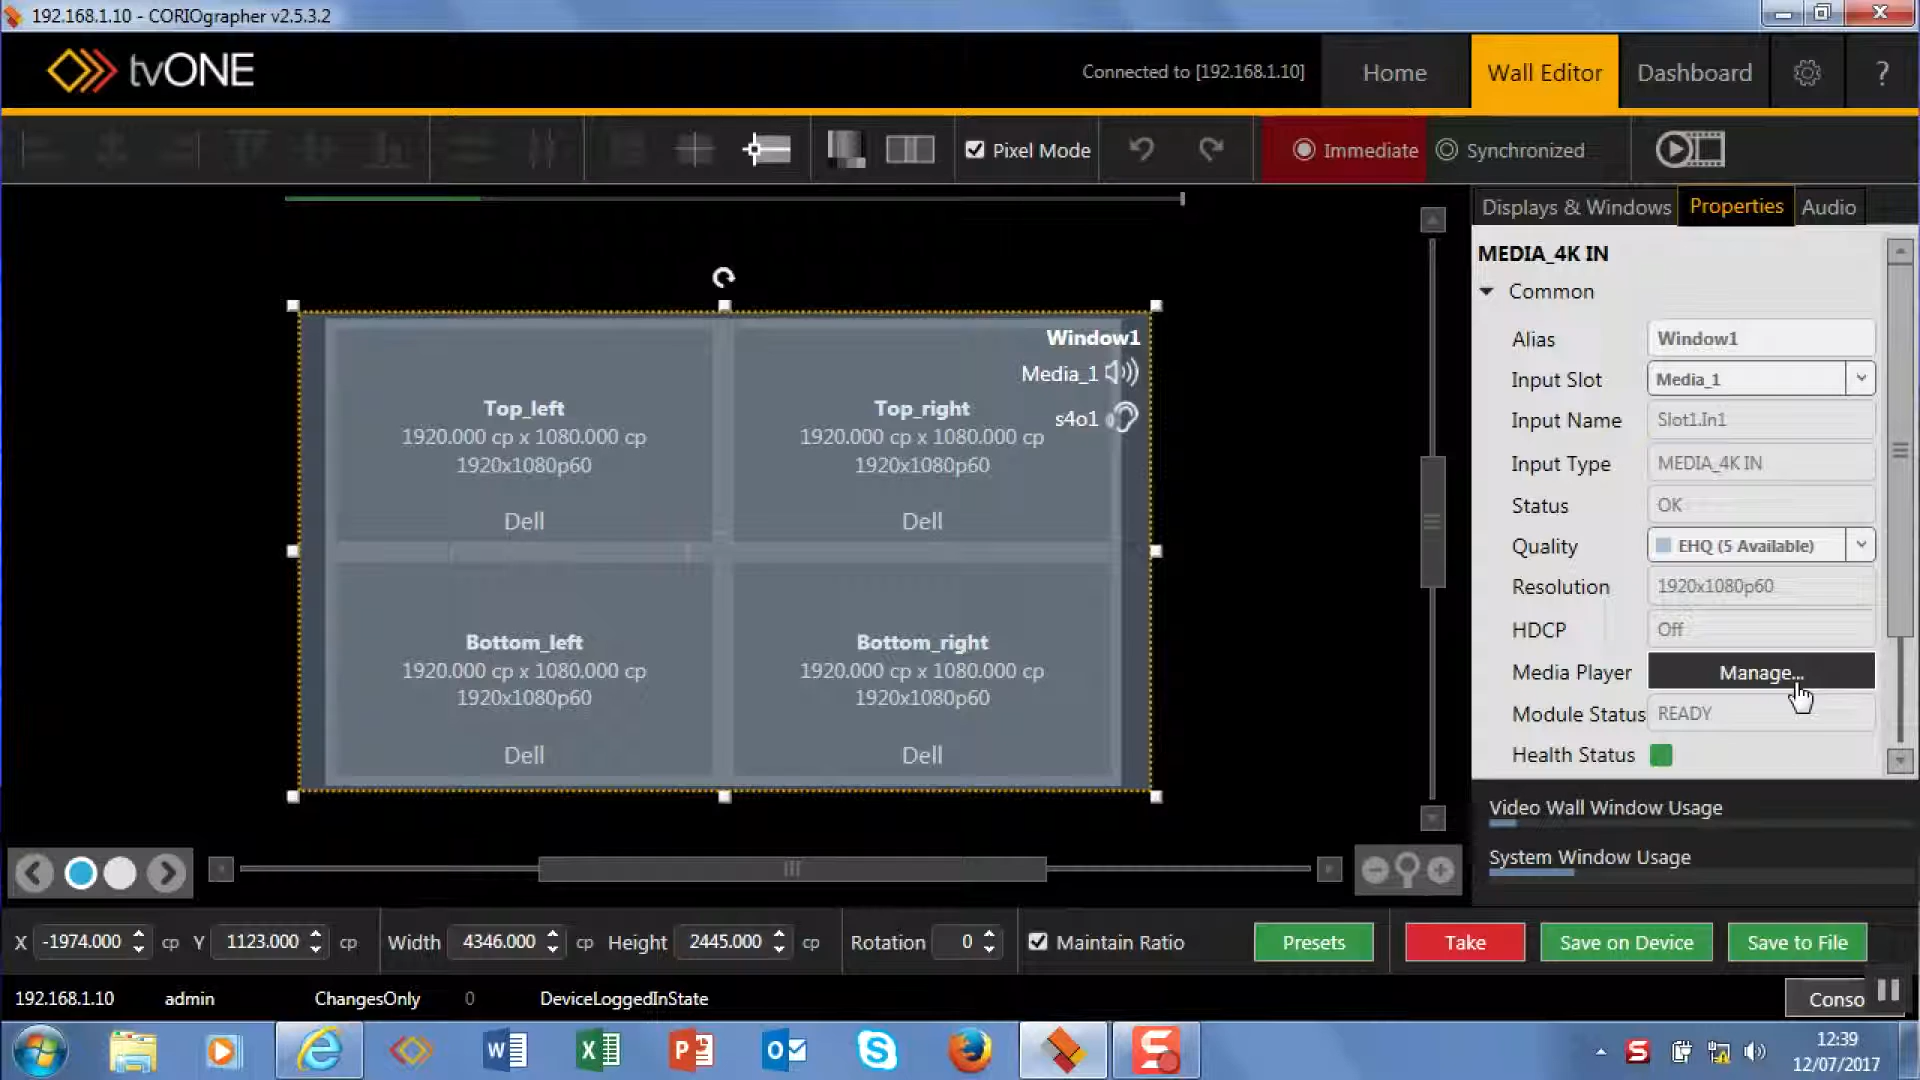 192.168.1.10 - CORIOgrapher v2.5.3.2
tvONE
Connected to [192.168.1.10]
Home
Wall Editor
Dashboard
?
Pixel Mode
Immediate
Synchronized
Displays & Windows
Properties
Audio
MEDIA_4K IN
Common
Alias
Window1
Input Slot
Media_1
Input Name
Slot1.In1
Input Type
MEDIA_4K IN
Status
OK
Quality
EHQ (5 Available)
Resolution
1920x1080p60
HDCP
Off
Media Player
Manage...
Module Status
READY
Health Status
Video Wall Window Usage
System Window Usage
Window1
Media_1
s4o1
Top_left
1920.000 cp x 1080.000 cp
1920x1080p60
Dell
Top_right
1920.000 cp x 1080.000 cp
1920x1080p60
Dell
Bottom_left
1920.000 cp x 1080.000 cp
1920x1080p60
Dell
Bottom_right
1920.000 cp x 1080.000 cp
1920x1080p60
Dell
X -1974.000 cp Y 1123.000 cp
Width 4346.000 cp Height 2445.000 cp
Rotation 0
Maintain Ratio
Presets
Take
Save on Device
Save to File
192.168.1.10 admin ChangesOnly 0 DeviceLoggedInState
Conso
12:39
12/07/2017